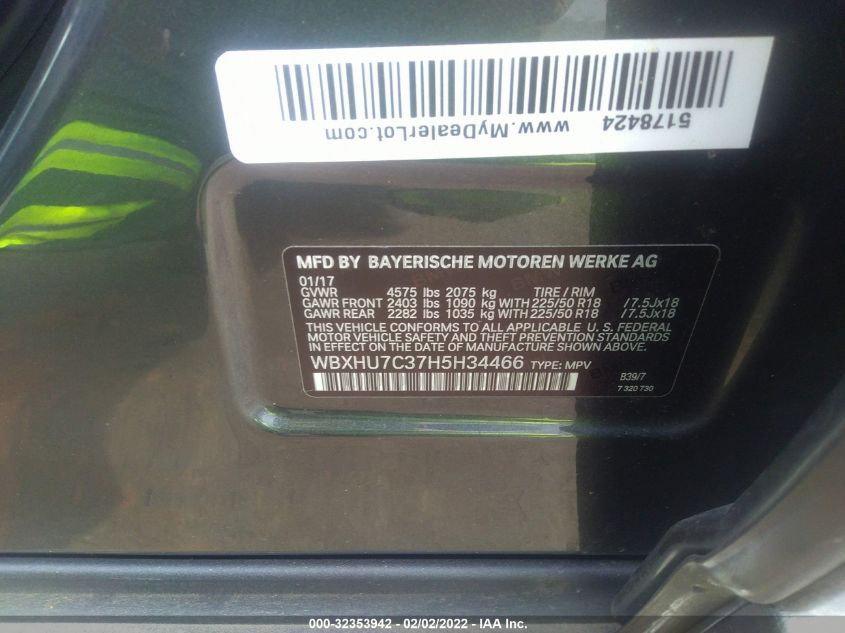 5178424
www.MyDealerLot.com
MFD BY BAYERISCHE MOTOREN WERKE AG
01/17
GVWR 4575 lbs 2075 kg TIRE / RIM
GAWR FRONT 2403 lbs 1090 kg WITH 225/50 R18 / 7.5Jx18
GAWR REAR 2282 lbs 1035 kg WITH 225/50 R18 / 7.5Jx18
THIS VEHICLE CONFORMS TO ALL APPLICABLE U. S. FEDERAL
MOTOR VEHICLE SAFETY AND THEFT PREVENTION STANDARDS
IN EFFECT ON THE DATE OF MANUFACTURE SHOWN ABOVE.
WBXHU7C37H5H34466 TYPE: MPV
B39/7
7 320 730
000-32353942 - 02/02/2022 - IAA Inc.